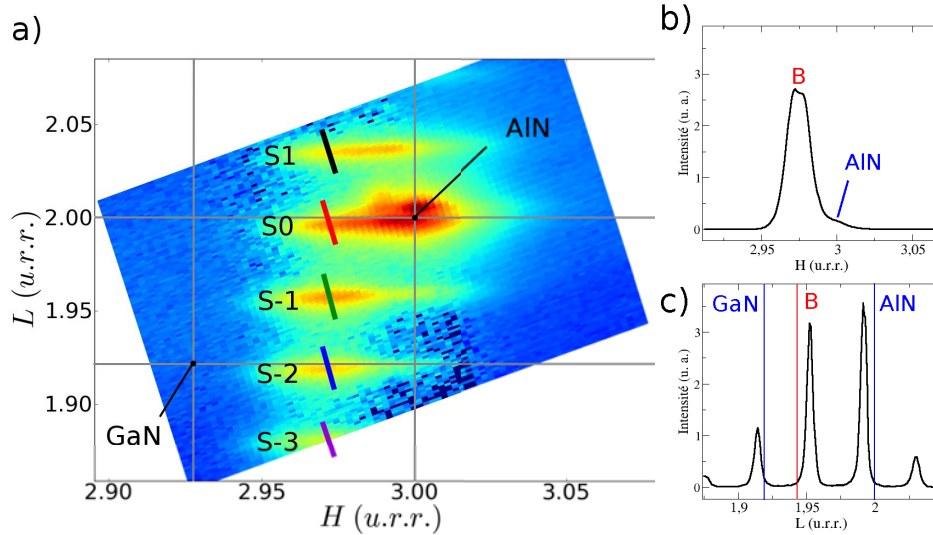 a)
2.05
2.00
1.95
1.90
L (u.r.r.)
S1
S0
S-1
S-2
S-3
AlN
GaN
2.90
2.95
3.00
3.05
H (u.r.r.)
b)
Intensité (u. a.)
3
2
1
0
B
AlN
2,95
3
3,05
H (u.r.r.)
c)
Intensité (u. a.)
3
2
1
0
GaN
B
AlN
1,9
1,95
2
L (u.r.r.)